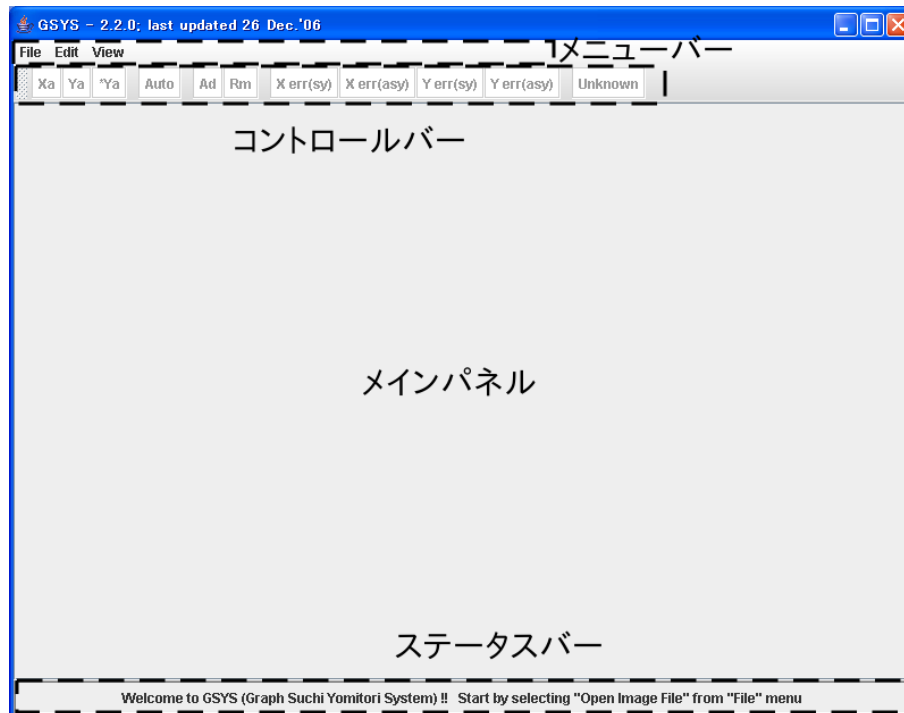 GSYS - 2.2.0; last updated 26 Dec.'06
File Edit View
メニューバー
Xa Ya *Ya Auto Ad Rm X err(sy) X err(asy) Y err(sy) Y err(asy) Unknown
コントロールバー
メインパネル
ステータスバー
Welcome to GSYS (Graph Suchi Yomitori System) !! Start by selecting "Open Image File" from "File" menu